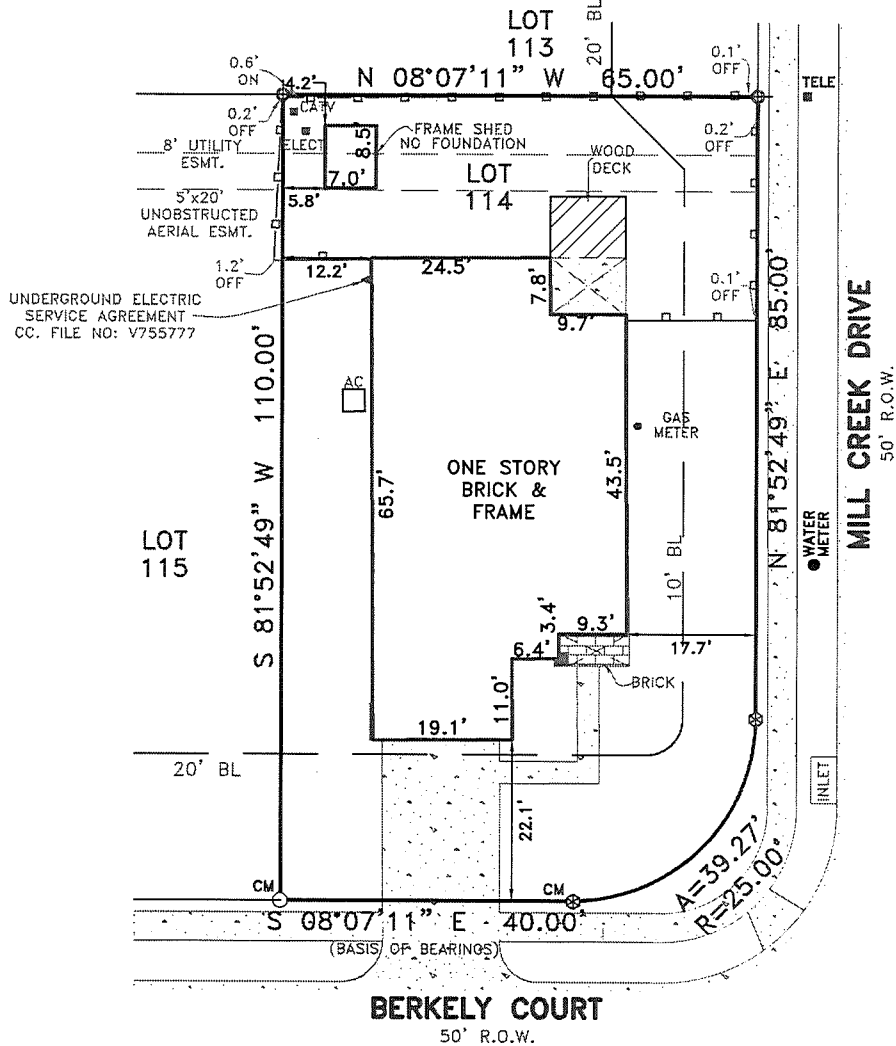 LOT
113
20' BL
0.6'
ON
4.2'
N 08°07'11" W 65.00'
0.1'
OFF
TELE
0.2'
OFF
CATV
ELECT
8.5'
FRAME SHED
NO FOUNDATION
WOOD
DECK
0.2'
OFF
8' UTILITY
ESMT.
7.0'
LOT
114
5.8'
5'x20'
UNOBSTRUCTED
AERIAL ESMT.
1.2'
OFF
12.2'
24.5'
7.8'
9.7'
0.1'
OFF
UNDERGROUND ELECTRIC
SERVICE AGREEMENT
CC. FILE NO: V755777
S 81°52'49" W 110.00'
AC
65.7'
ONE STORY
BRICK &
FRAME
43.5'
GAS
METER
N 81°52'49" E 85.00'
MILL CREEK DRIVE
50' R.O.W.
WATER
METER
LOT
115
10' BL
3.4'
9.3'
6.4'
17.7'
BRICK
11.0'
19.1'
20' BL
22.1'
INLET
A=39.27'
R=25.00'
CM
CM
S 08°07'11" E 40.00'
(BASIS OF BEARINGS)
BERKELY COURT
50' R.O.W.